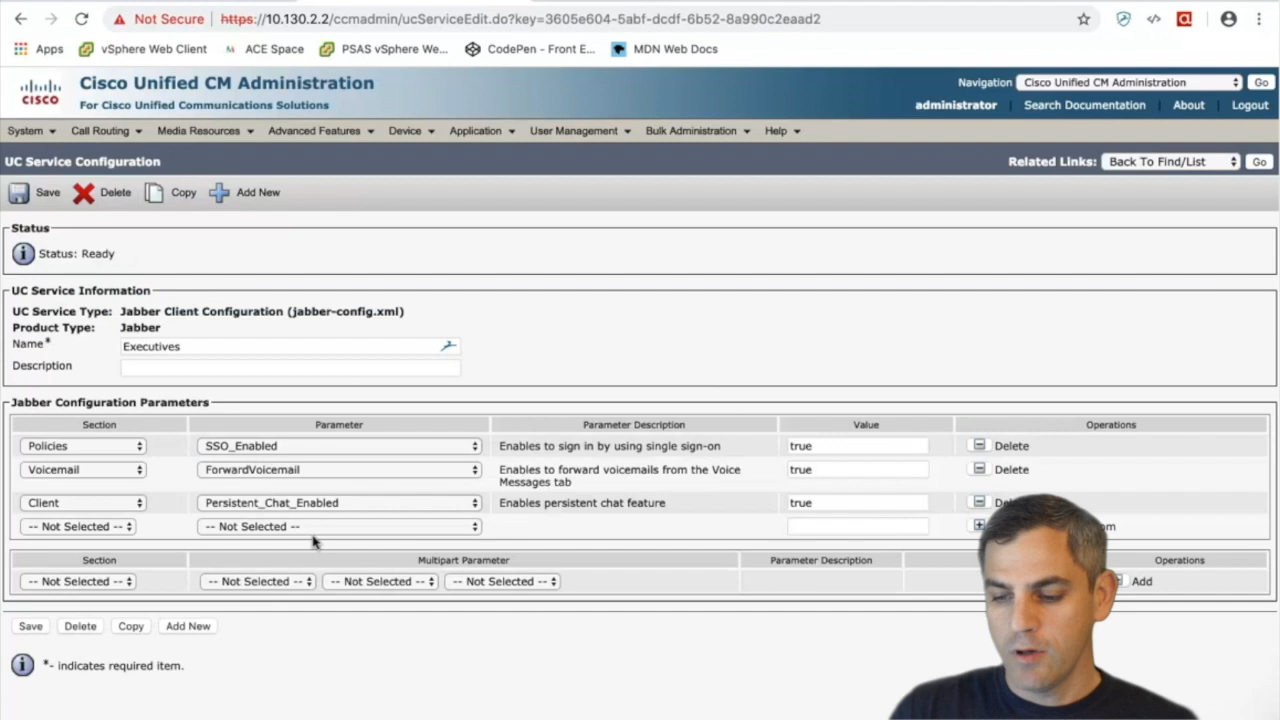 Not Secure | https://10.130.2.2/ccmadmin/ucServiceEdit.do?key=3605e604-5abf-dcdf-6b52-8a990c2eaad2
Apps vSphere Web Client ACE Space PSAS vSphere We... CodePen - Front E... MDN Web Docs
Cisco Unified CM Administration
For Cisco Unified Communications Solutions
CISCO
Navigation Cisco Unified CM Administration Go
administrator | Search Documentation | About | Logout
System Call Routing Media Resources Advanced Features Device Application User Management Bulk Administration Help
UC Service Configuration Related Links: Back To Find/List Go
Save Delete Copy Add New
Status
Status: Ready
UC Service Information
UC Service Type: Jabber Client Configuration (jabber-config.xml)
Product Type: Jabber
Name* Executives
Description
Jabber Configuration Parameters
Section Parameter Parameter Description Value Operations
Policies SSO_Enabled Enables to sign in by using single sign-on true Delete
Voicemail ForwardVoicemail Enables to forward voicemails from the Voice Messages tab true Delete
Client Persistent_Chat_Enabled Enables persistent chat feature true
-- Not Selected -- -- Not Selected --
Section Multipart Parameter Parameter Description Operations
-- Not Selected -- -- Not Selected -- -- Not Selected -- -- Not Selected -- Add
Save Delete Copy Add New
*- indicates required item.